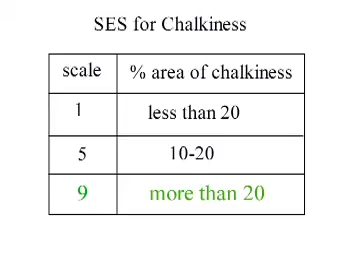 SES for Chalkiness
scale % area of chalkiness
1 less than 20
5 10-20
9 more than 20